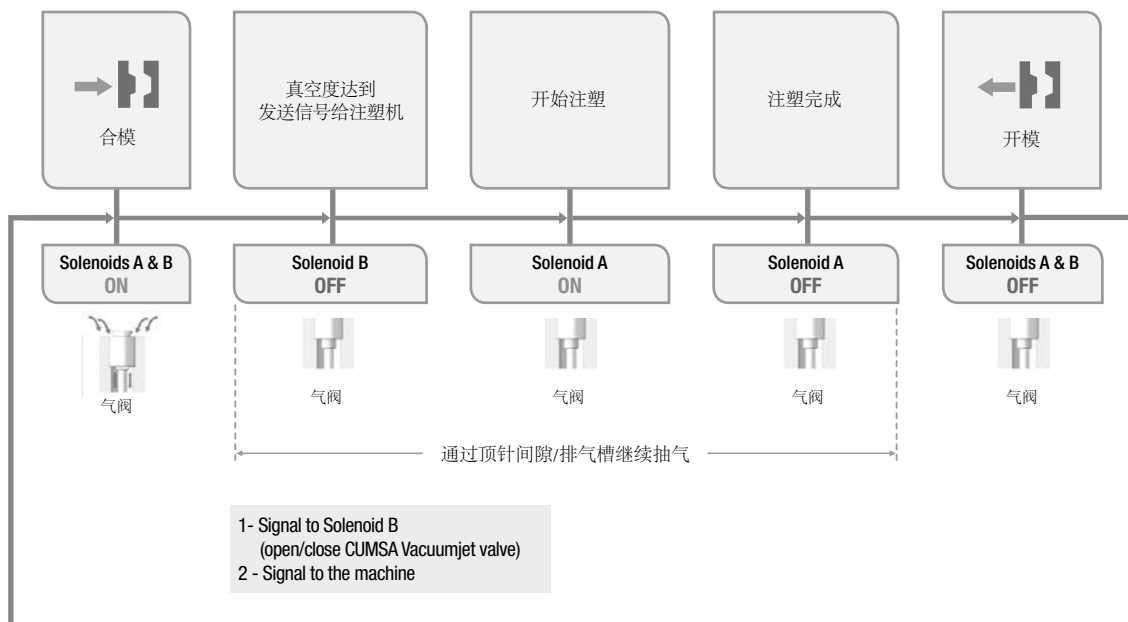 合模
真空度达到
发送信号给注塑机
开始注塑
注塑完成
开模
Solenoids A & B
ON
Solenoid B
OFF
Solenoid A
ON
Solenoid A
OFF
Solenoids A & B
OFF
气阀
气阀
气阀
气阀
气阀
通过顶针间隙/排气槽继续抽气
1- Signal to Solenoid B
(open/close CUMSA Vacuumjet valve)
2 - Signal to the machine